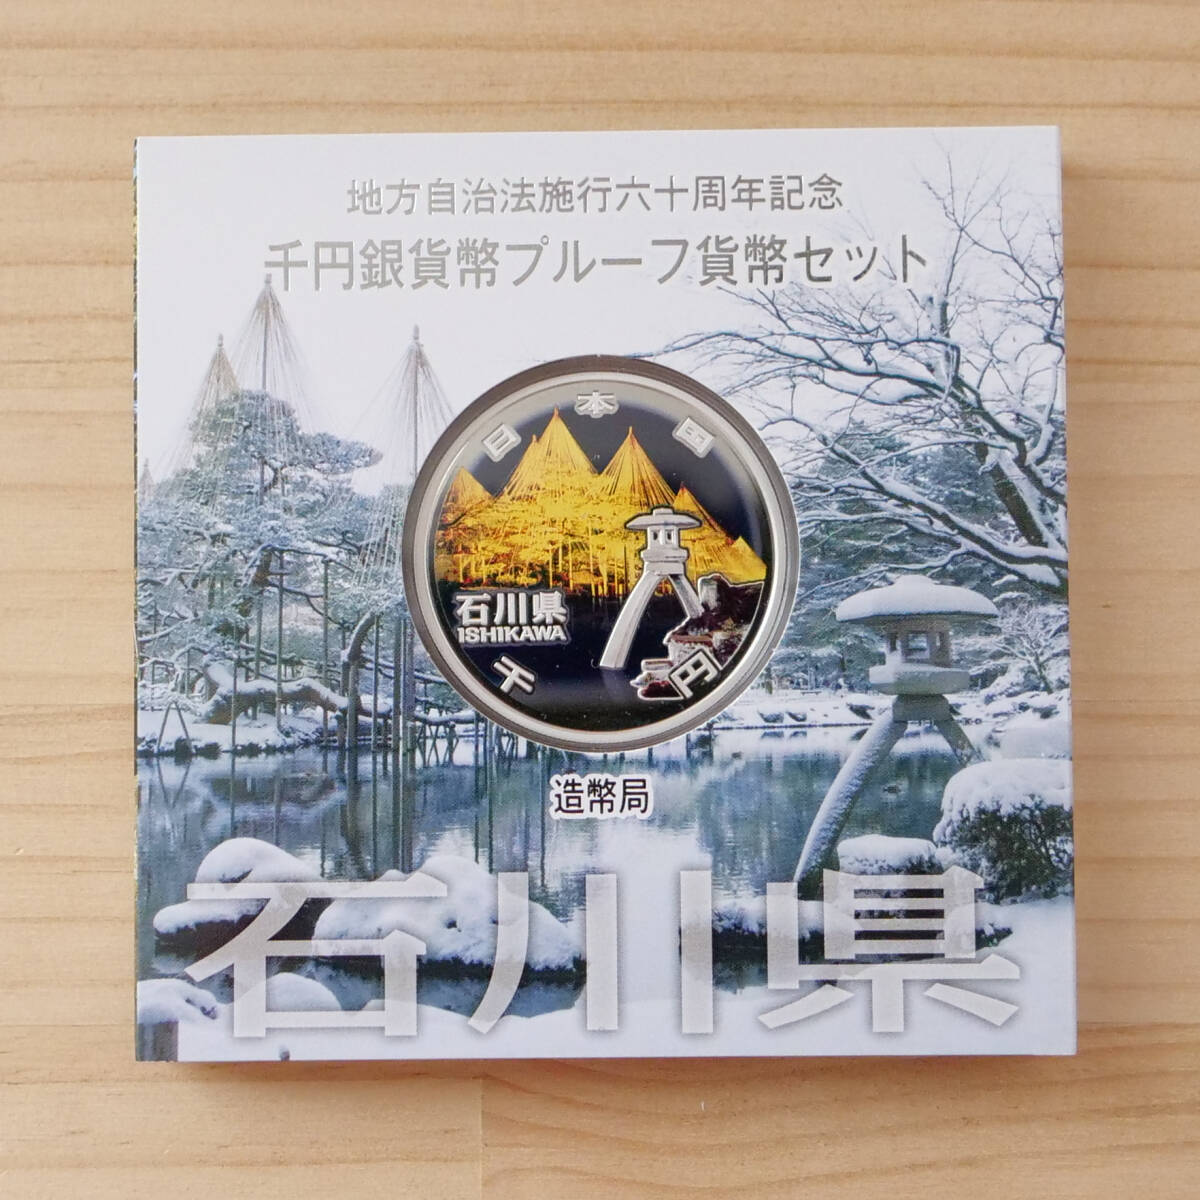 地方自治法施行六十周年記念
千円銀貨幣プルーフ貨幣セット
日本国
石川県
ISHIKAWA
千円
造幣局
石川県